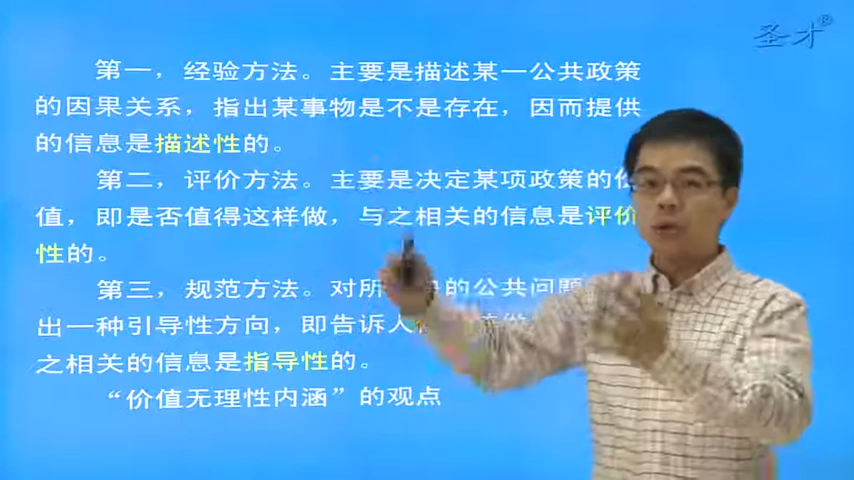 圣才®
第一，经验方法。主要是描述某一公共政策
的因果关系，指出某事物是不是存在，因而提供
的信息是描述性的。
第二，评价方法。主要是决定某项政策的
值，即是否值得这样做，与之相关的信息是评价
性的。
第三，规范方法。对所 的公共问题
出一种引导性方向，即告诉人
之相关的信息是指导性的。
“价值无理性内涵”的观点